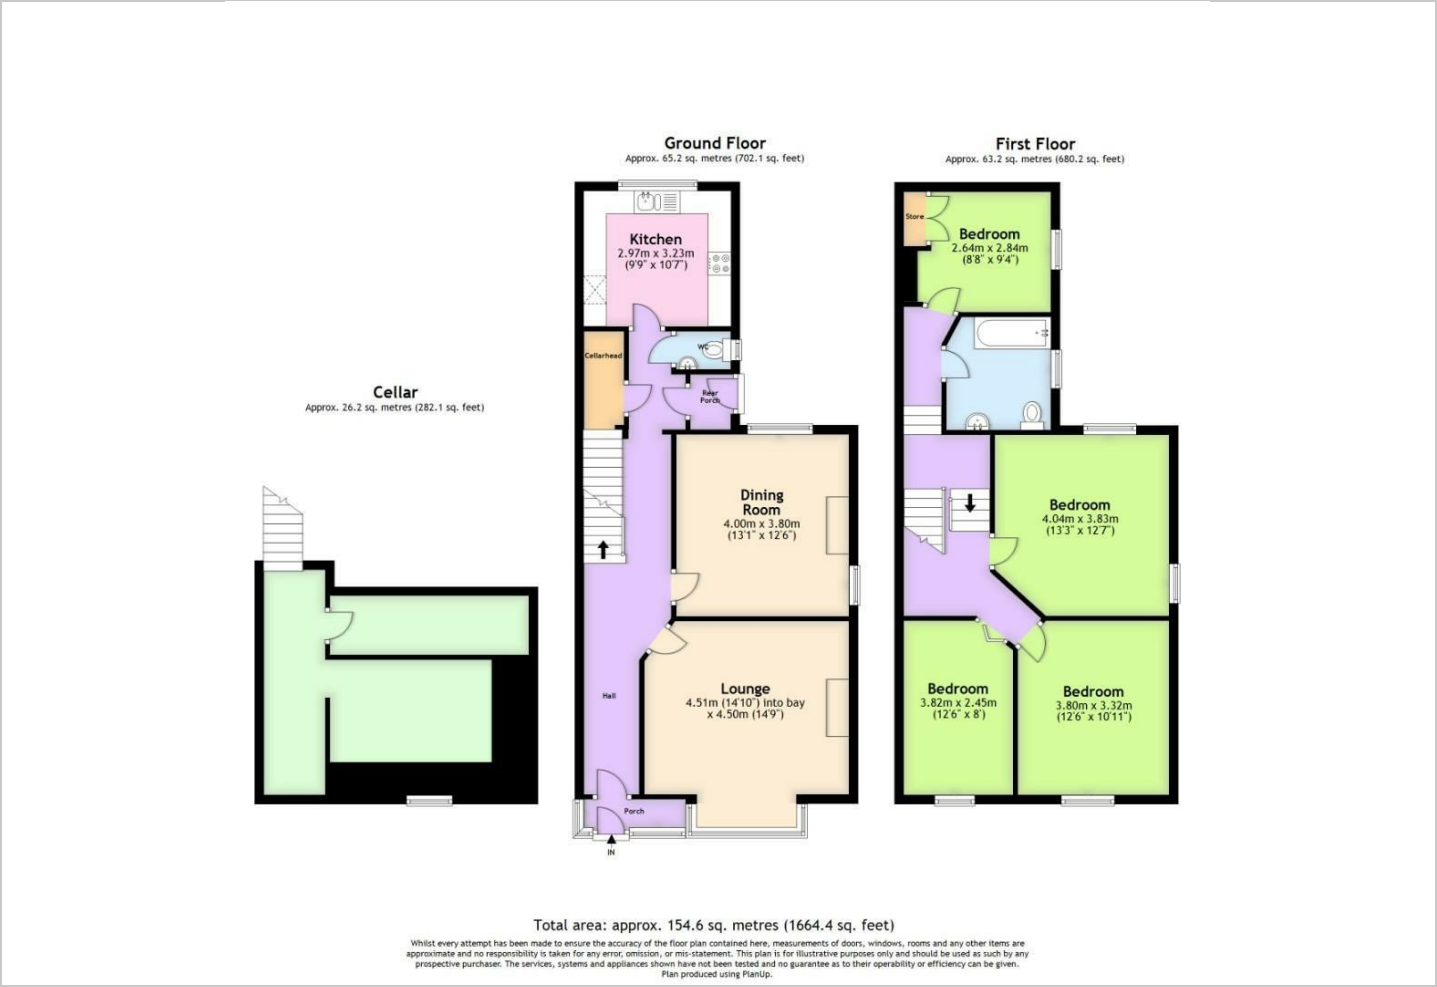 Ground Floor
Approx. 65.2 sq. metres (702.1 sq. feet)
First Floor
Approx. 63.2 sq. metres (680.2 sq. feet)
Kitchen
2.97m x 3.23m
(9'9" x 10'7")
Store
Bedroom
2.64m x 2.84m
(8'8" x 9'4")
WC
Cellarhead
Rear
Porch
Cellar
Approx. 26.2 sq. metres (282.1 sq. feet)
Dining
Room
4.00m x 3.80m
(13'1" x 12'6")
Bedroom
4.04m x 3.83m
(13'3" x 12'7")
Hall
Lounge
4.51m (14'10") into bay
x 4.50m (14'9")
Bedroom
3.82m x 2.45m
(12'6" x 8')
Bedroom
3.80m x 3.32m
(12'6" x 10'11")
Porch
IN
Total area: approx. 154.6 sq. metres (1664.4 sq. feet)
Whilst every attempt has been made to ensure the accuracy of the floor plan contained here, measurements of doors, windows, rooms and any other items are
approximate and no responsibility is taken for any error, omission, or mis-statement. This plan is for illustrative purposes only and should be used as such by any
prospective purchaser. The services, systems and appliances shown have not been tested and no guarantee as to their operability or efficiency can be given.
Plan produced using PlanUp.